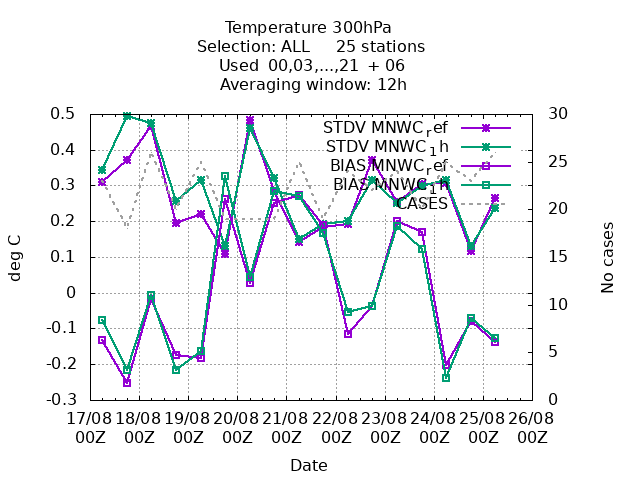 Temperature 300hPa
Selection: ALL 25 stations
Used 00,03,...,21 + 06
Averaging window: 12h
STDV MNWC_ref
STDV MNWC_1h
BIAS MNWC_ref
BIAS MNWC_1h
CASES
deg C
0.5
0.4
0.3
0.2
0.1
0
-0.1
-0.2
-0.3
No cases
30
25
20
15
10
5
0
17/08 18/08 19/08 20/08 21/08 22/08 23/08 24/08 25/08 26/08
00Z 00Z 00Z 00Z 00Z 00Z 00Z 00Z 00Z 00Z
Date